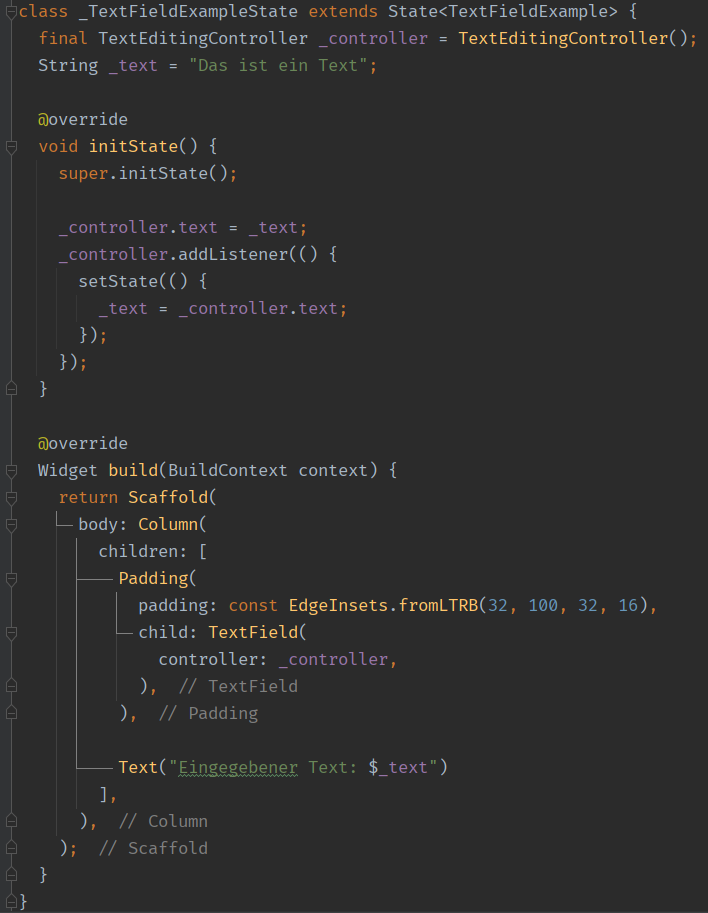 class _TextFieldExampleState extends State<TextFieldExample> {
  final TextEditingController _controller = TextEditingController();
  String _text = "Das ist ein Text";

  @override
  void initState() {
    super.initState();

    _controller.text = _text;
    _controller.addListener(() {
      setState(() {
        _text = _controller.text;
      });
    });
  }

  @override
  Widget build(BuildContext context) {
    return Scaffold(
      body: Column(
        children: [
          Padding(
            padding: const EdgeInsets.fromLTRB(32, 100, 32, 16),
            child: TextField(
              controller: _controller,
            ),  // TextField
          ),  // Padding

          Text("Eingegebener Text: $_text")
        ],
      ),  // Column
    );  // Scaffold
  }
}